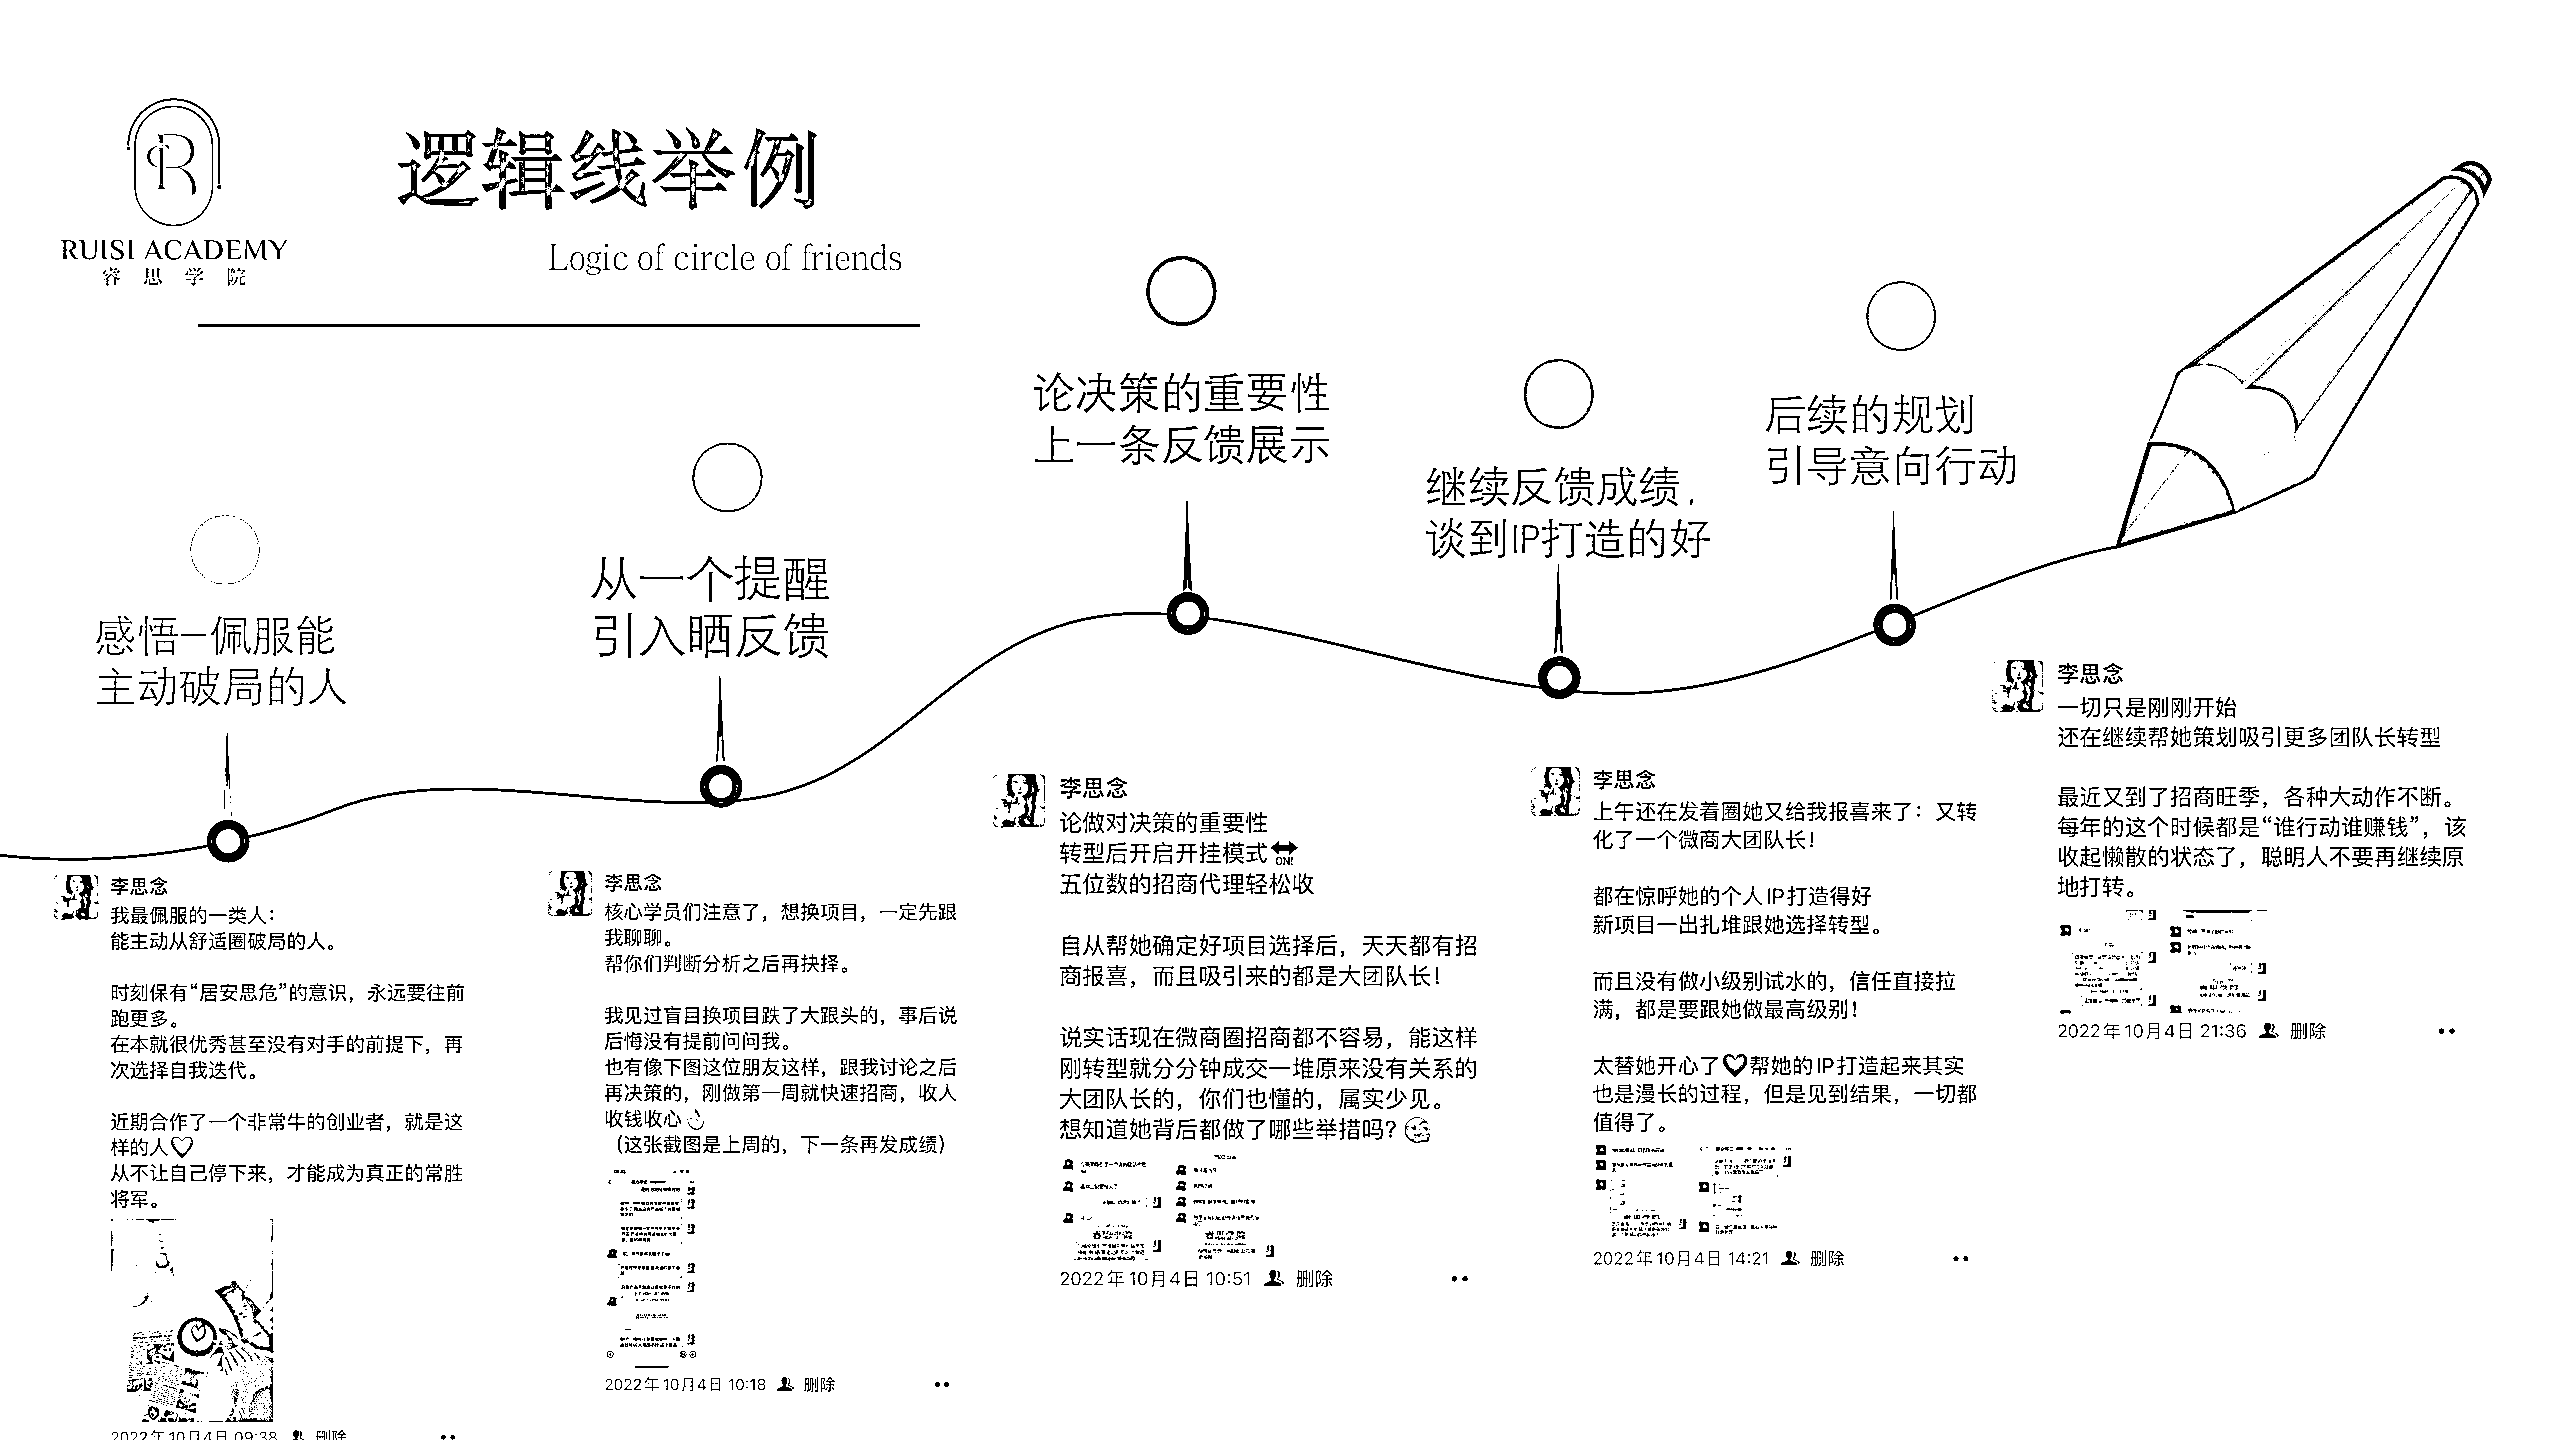 RUISI ACADEMY
睿思学院
逻辑线举例
Logic of circle of friends
感悟-佩服能
主动破局的人
从一个提醒
引入晒反馈
论决策的重要性
上一条反馈展示
继续反馈成绩，
谈到IP打造的好
后续的规划
引导意向行动
李思念
我最佩服的一类人：
能主动从舒适圈破局的人。
时刻保有“居安思危”的意识，永远要往前
跑更多。
在本就很优秀甚至没有对手的前提下，再
次选择自我迭代。
近期合作了一个非常牛的创业者，就是这
样的人♡
从不让自己停下来，才能成为真正的常胜
将军。
2022年10月4日 09:38 删除
李思念
核心学员们注意了，想换项目，一定先跟
我聊聊。
帮你们判断分析之后再抉择。
我见过盲目换项目跌了大跟头的，事后说
后悔没有提前问问我。
也有像下图这位朋友这样，跟我讨论之后
再决策的，刚做第一周就快速招商，收人
收钱收心👌
（这张截图是上周的，下一条再发成绩）
2022年10月4日 10:18 删除
李思念
论做对决策的重要性
转型后开启开挂模式🔛
五位数的招商代理轻松收
自从帮她确定好项目选择后，天天都有招
商报喜，而且吸引来的都是大团队长！
说实话现在微商圈招商都不容易，能这样
刚转型就分分钟成交一堆原来没有关系的
大团队长的，你们也懂的，属实少见。
想知道她背后都做了哪些举措吗？
2022年10月4日 10:51 删除
李思念
上午还在发着圈她又给我报喜来了：又转
化了一个微商大团队长！
都在惊呼她的个人IP打造得好
新项目一出扎堆跟她选择转型。
而且没有做小级别试水的，信任直接拉
满，都是要跟她做最高级别！
太替她开心了♡帮她的IP打造起来其实
也是漫长的过程，但是见到结果，一切都
值得了。
2022年10月4日 14:21 删除
李思念
一切只是刚刚开始
还在继续帮她策划吸引更多团队长转型
最近又到了招商旺季，各种大动作不断。
每年的这个时候都是“谁行动谁赚钱”，该
收起懒散的状态了，聪明人不要再继续原
地打转。
2022年10月4日 21:36 删除